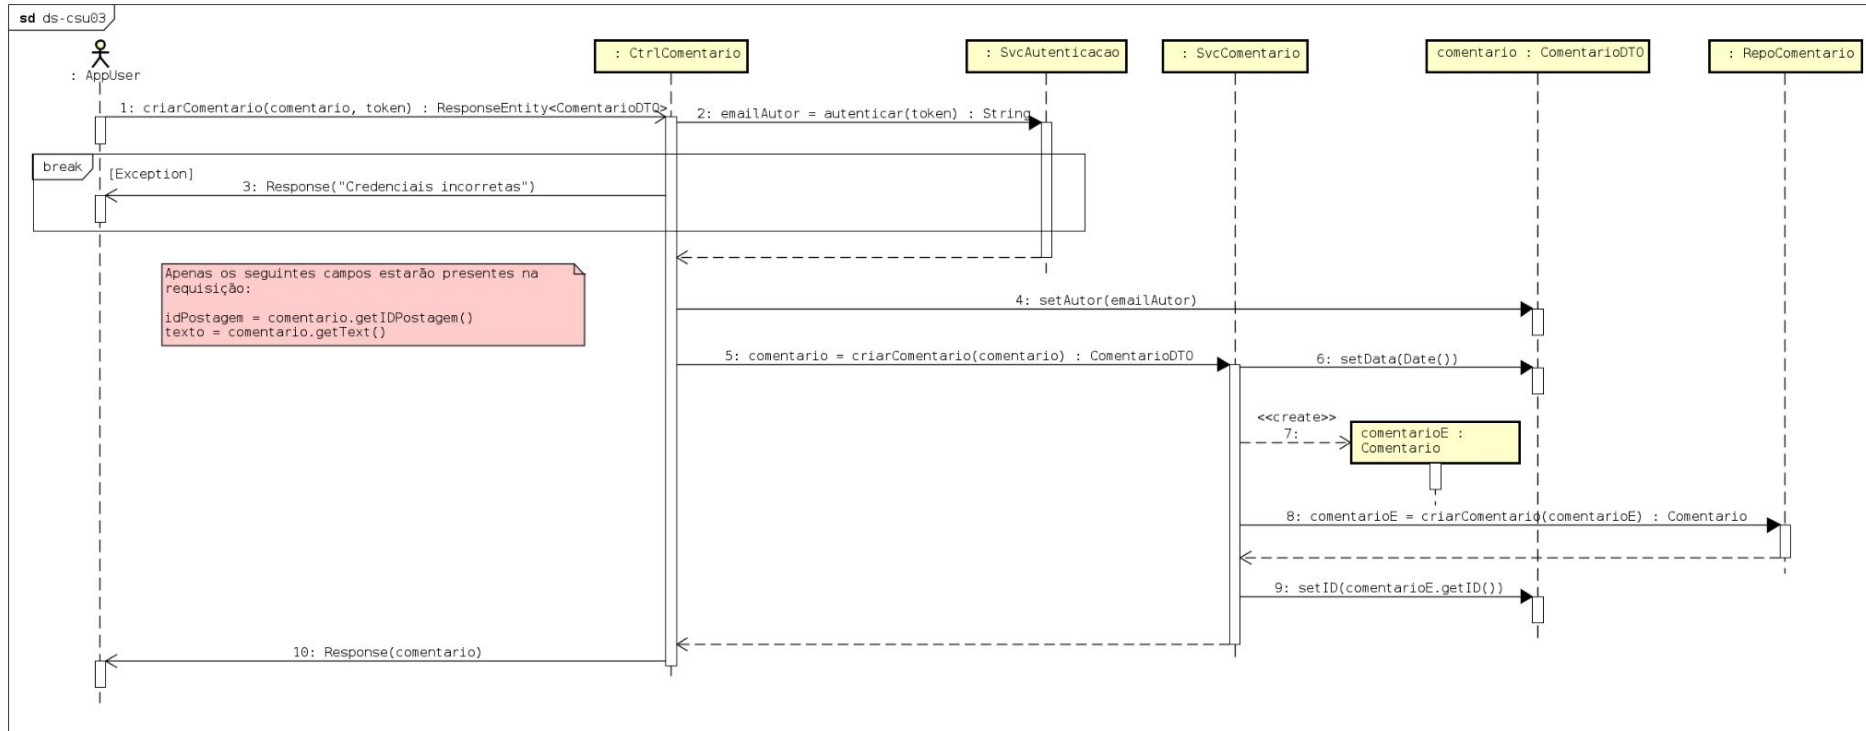 sd ds-csu03
: AppUser
: CtrlComentario
: SvcAutenticacao
: SvcComentario
comentario : ComentarioDTO
: RepoComentario
1: criarComentario(comentario, token) : ResponseEntity<ComentarioDTO>
2: emailAutor = autenticar(token) : String
break
[Exception]
3: Response("Credenciais incorretas")
Apenas os seguintes campos estarão presentes na
requisição:
idPostagem = comentario.getIDPostagem()
texto = comentario.getText()
4: setAutor(emailAutor)
5: comentario = criarComentario(comentario) : ComentarioDTO
6: setData(Date())
<<create>>
7:
comentarioE :
Comentario
8: comentarioE = criarComentario(comentarioE) : Comentario
9: setID(comentarioE.getID())
10: Response(comentario)